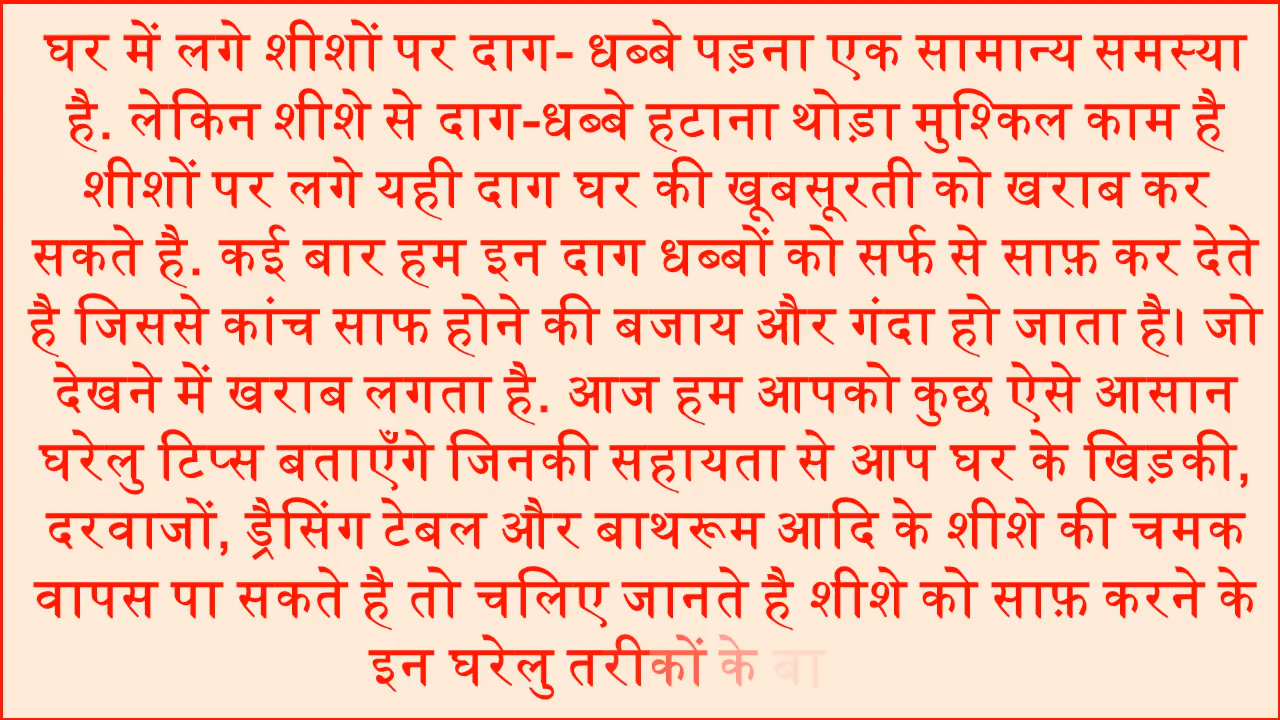 घर में लगे शीशों पर दाग- धब्बे पड़ना एक सामान्य समस्या
है. लेकिन शीशे से दाग-धब्बे हटाना थोड़ा मुश्किल काम है
शीशों पर लगे यही दाग घर की खूबसूरती को खराब कर
सकते है. कई बार हम इन दाग धब्बों को सर्फ से साफ़ कर देते
है जिससे कांच साफ होने की बजाय और गंदा हो जाता है। जो
देखने में खराब लगता है. आज हम आपको कुछ ऐसे आसान
घरेलु टिप्स बताएँगे जिनकी सहायता से आप घर के खिड़की,
दरवाजों, ड्रैसिंग टेबल और बाथरूम आदि के शीशे की चमक
वापस पा सकते है तो चलिए जानते है शीशे को साफ़ करने के
इन घरेलु तरीकों के बा